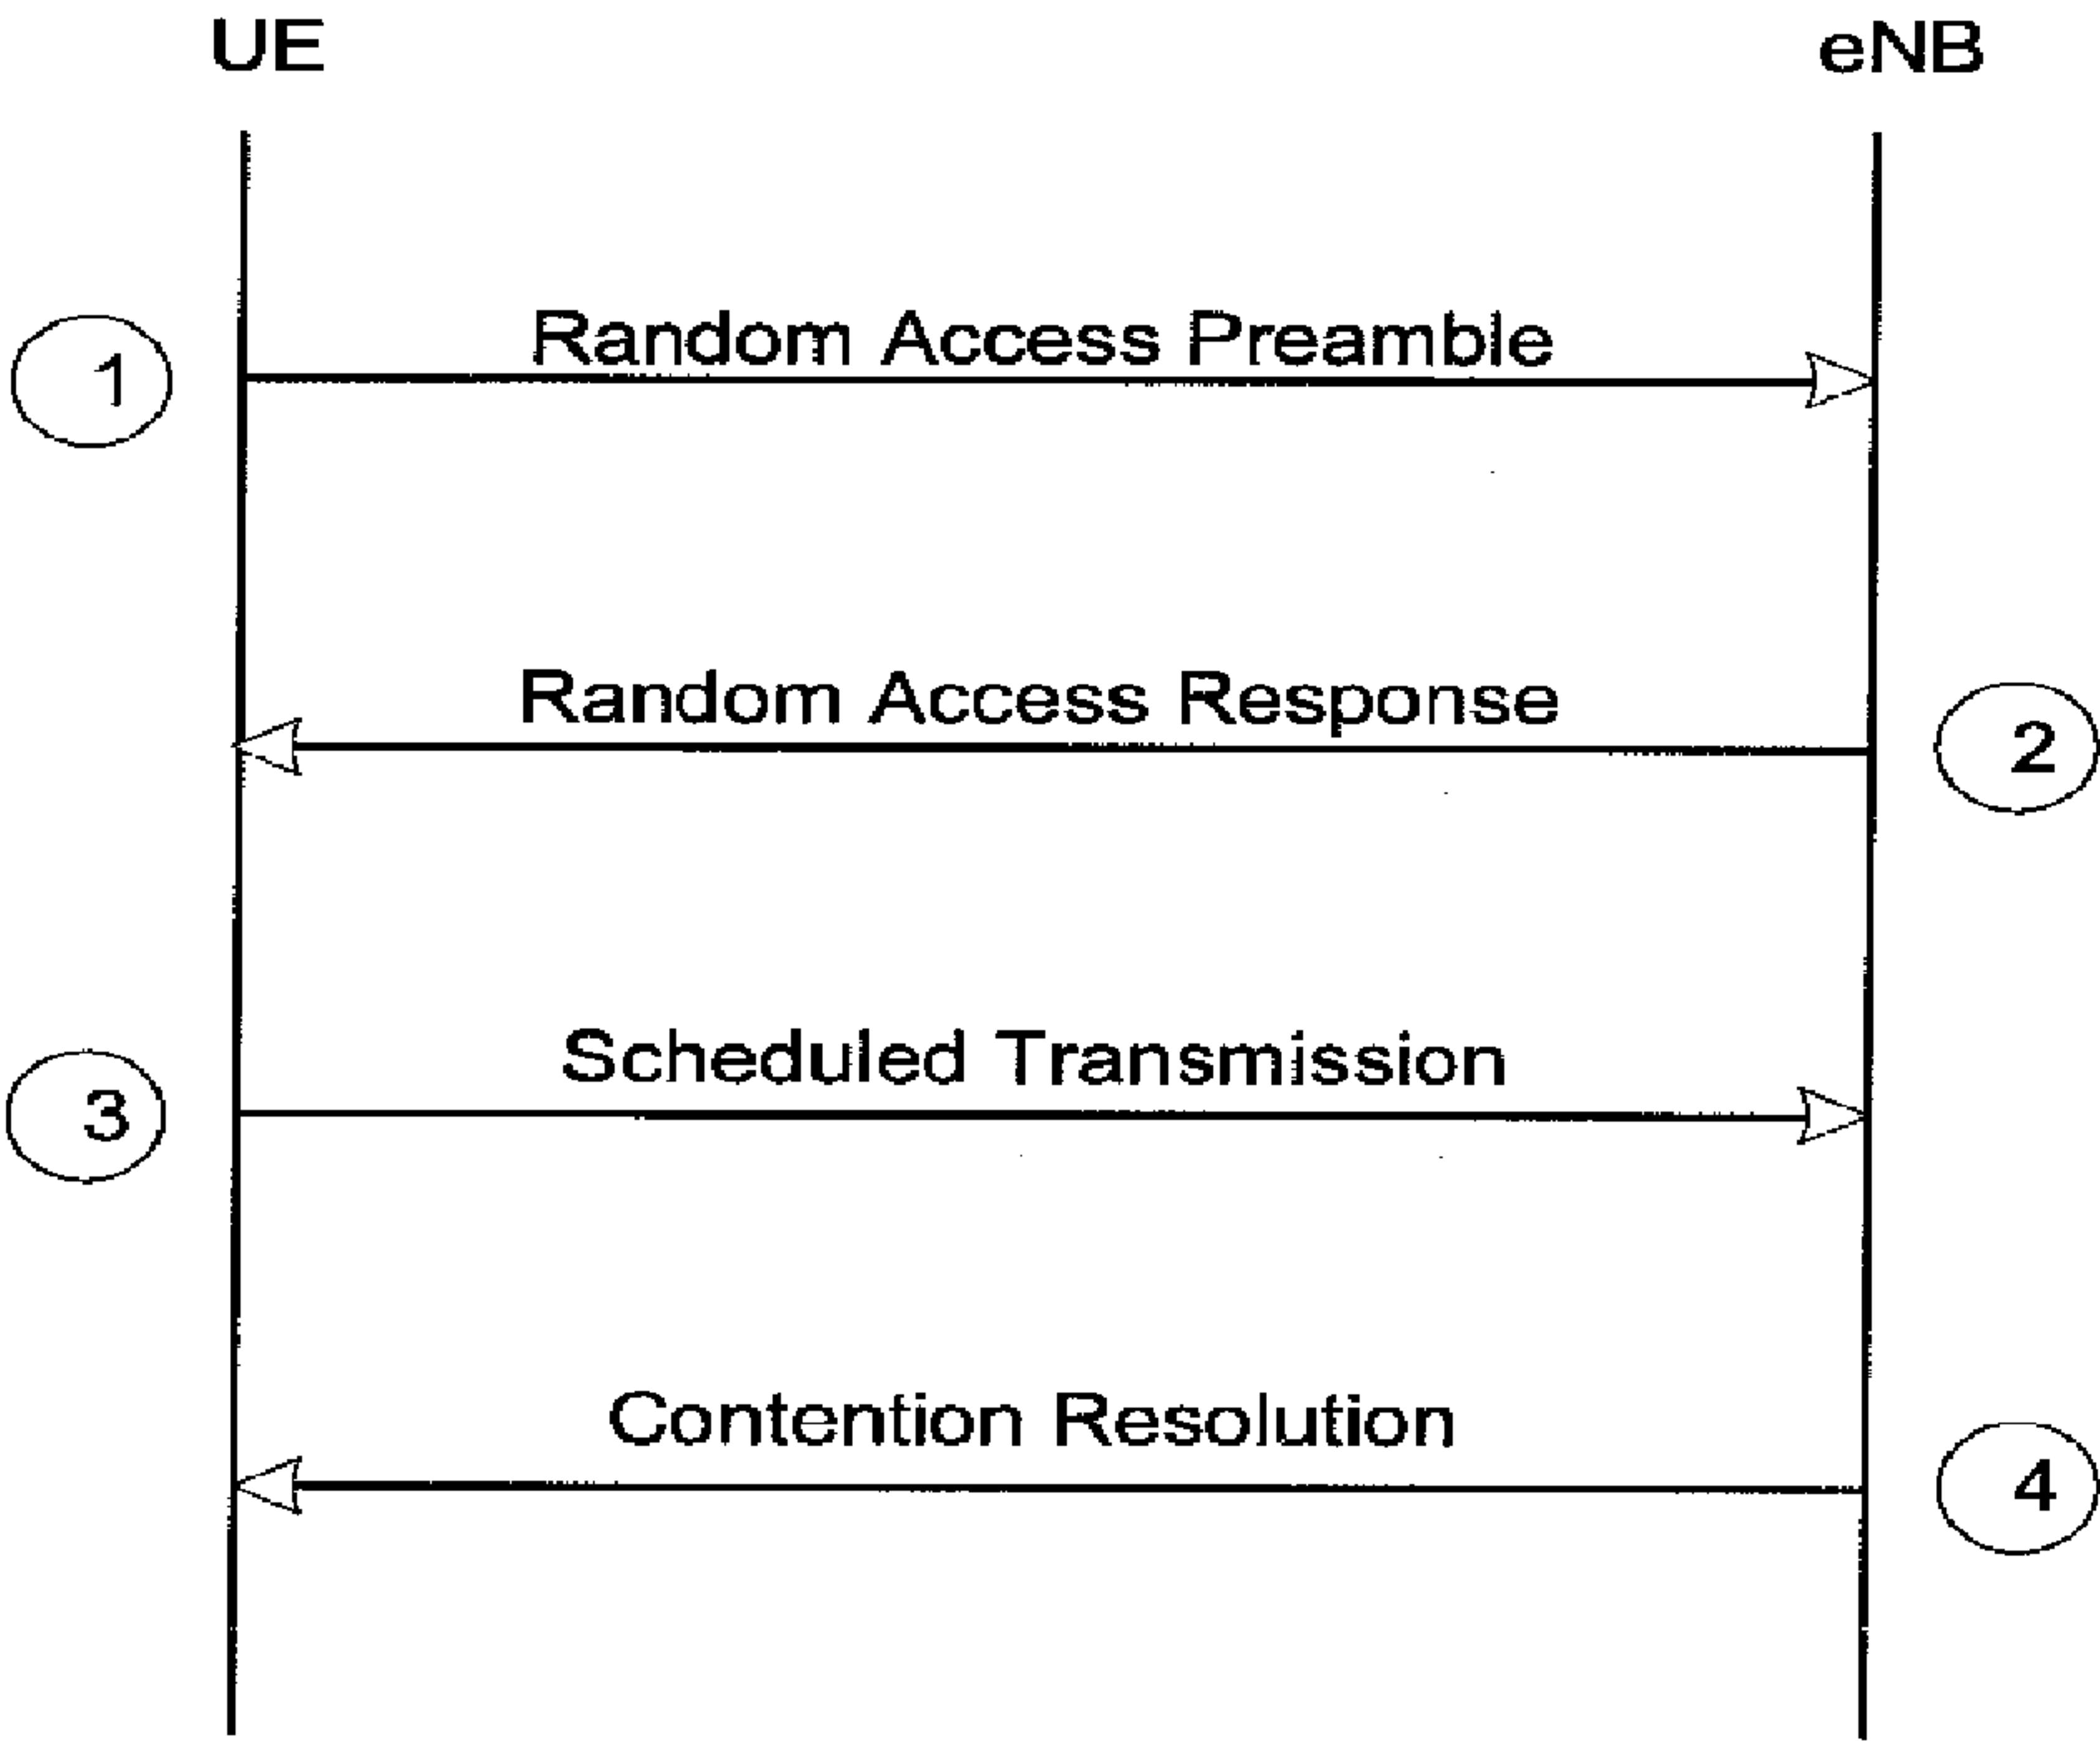 UE eNB
Random Access Preamble
1
Random Access Response
2
Scheduled Transmission
3
Contention Resolution
4